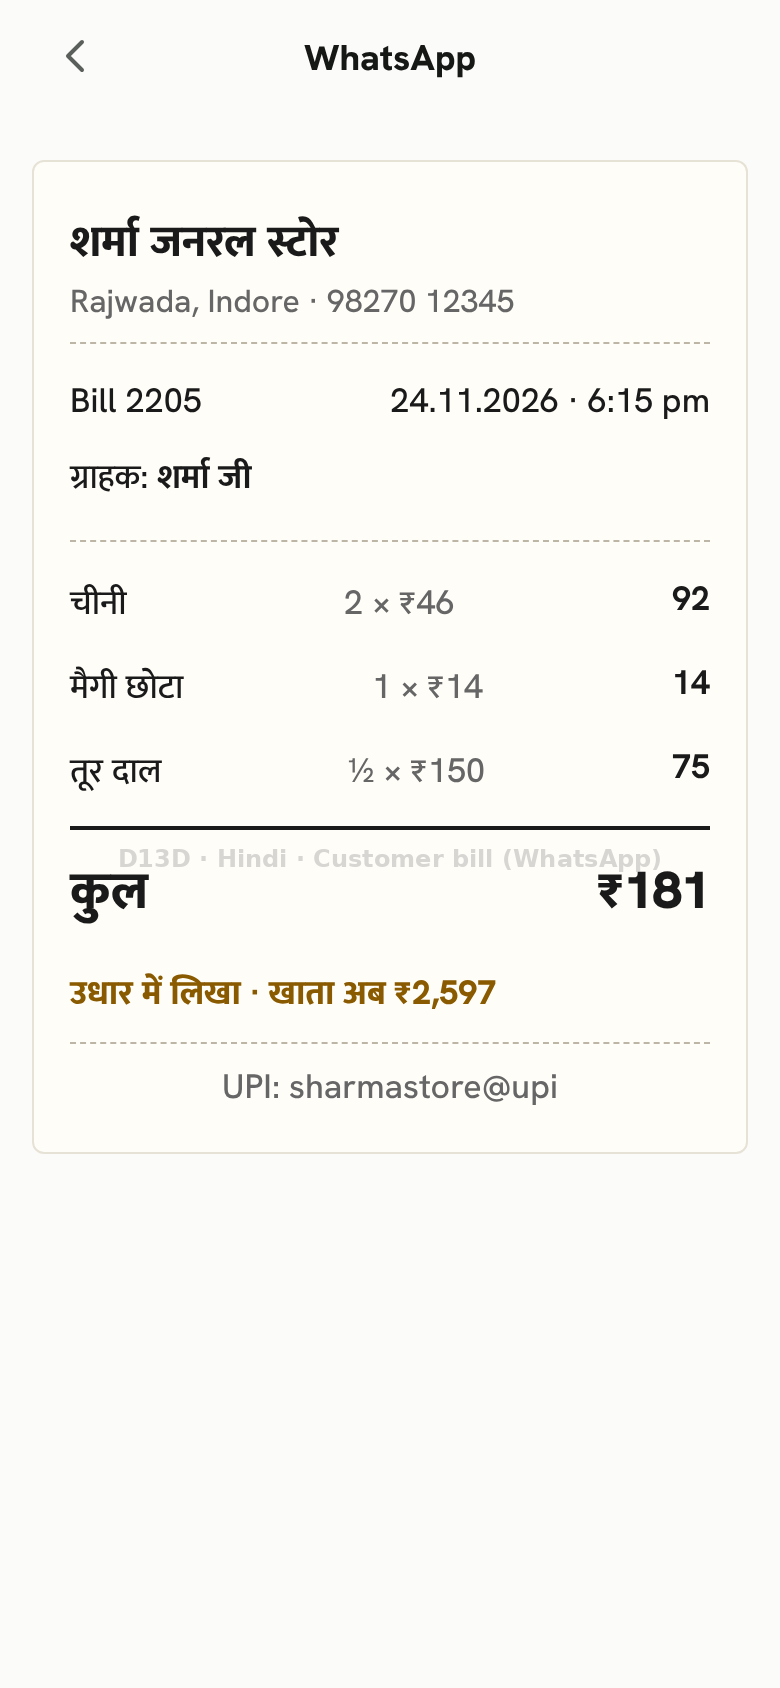 WhatsApp
शर्मा जनरल स्टोर
Rajwada, Indore · 98270 12345
Bill 2205 24.11.2026 · 6:15 pm
ग्राहक: शर्मा जी
चीनी 2 × ₹46 92
मैगी छोटा 1 × ₹14 14
तूर दाल ½ × ₹150 75
D13D · Hindi · Customer bill (WhatsApp)
कुल ₹181
उधार में लिखा · खाता अब ₹2,597
UPI: sharmastore@upi